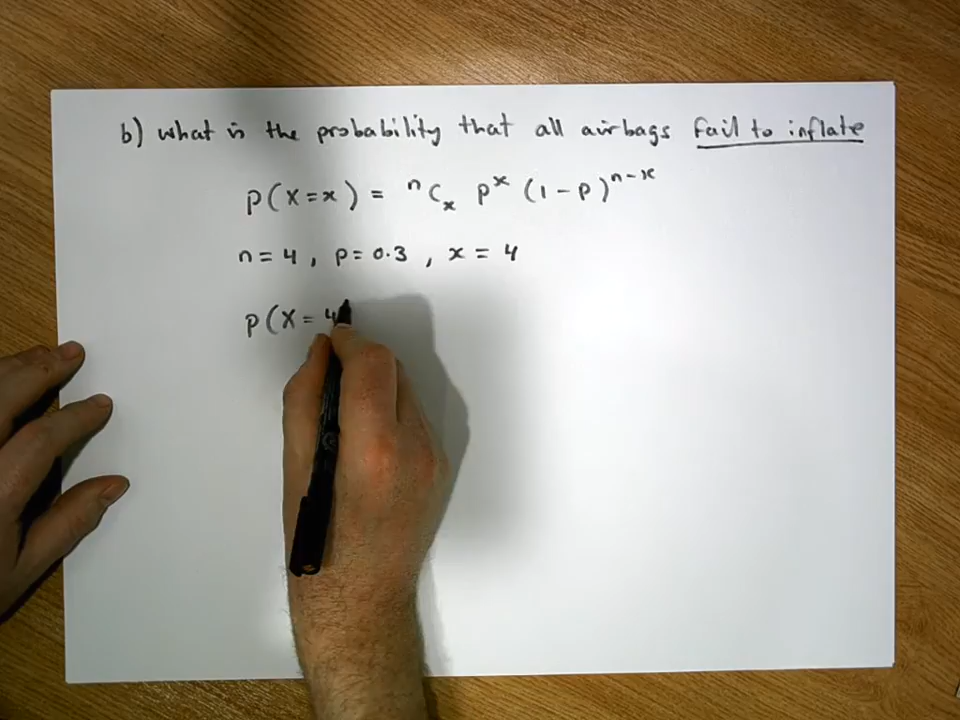 b) what is the probability that all airbags fail to inflate
P(X=x) = ⁿCₓ pˣ (1-p)ⁿ⁻ˣ
n=4, p=0.3, x=4
P(X=4